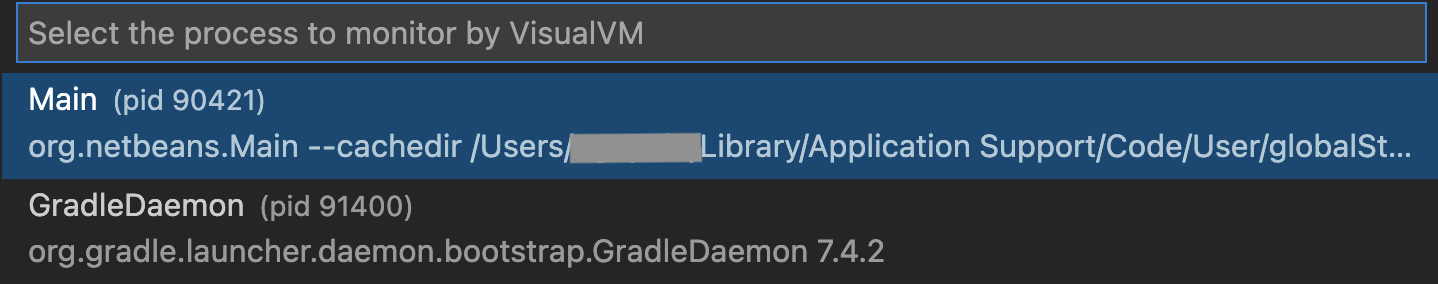 Select the process to monitor by VisualVM
Main (pid 90421)
org.netbeans.Main --cachedir /Users/ Library/Application Support/Code/User/globalSt...
GradleDaemon (pid 91400)
org.gradle.launcher.daemon.bootstrap.GradleDaemon 7.4.2